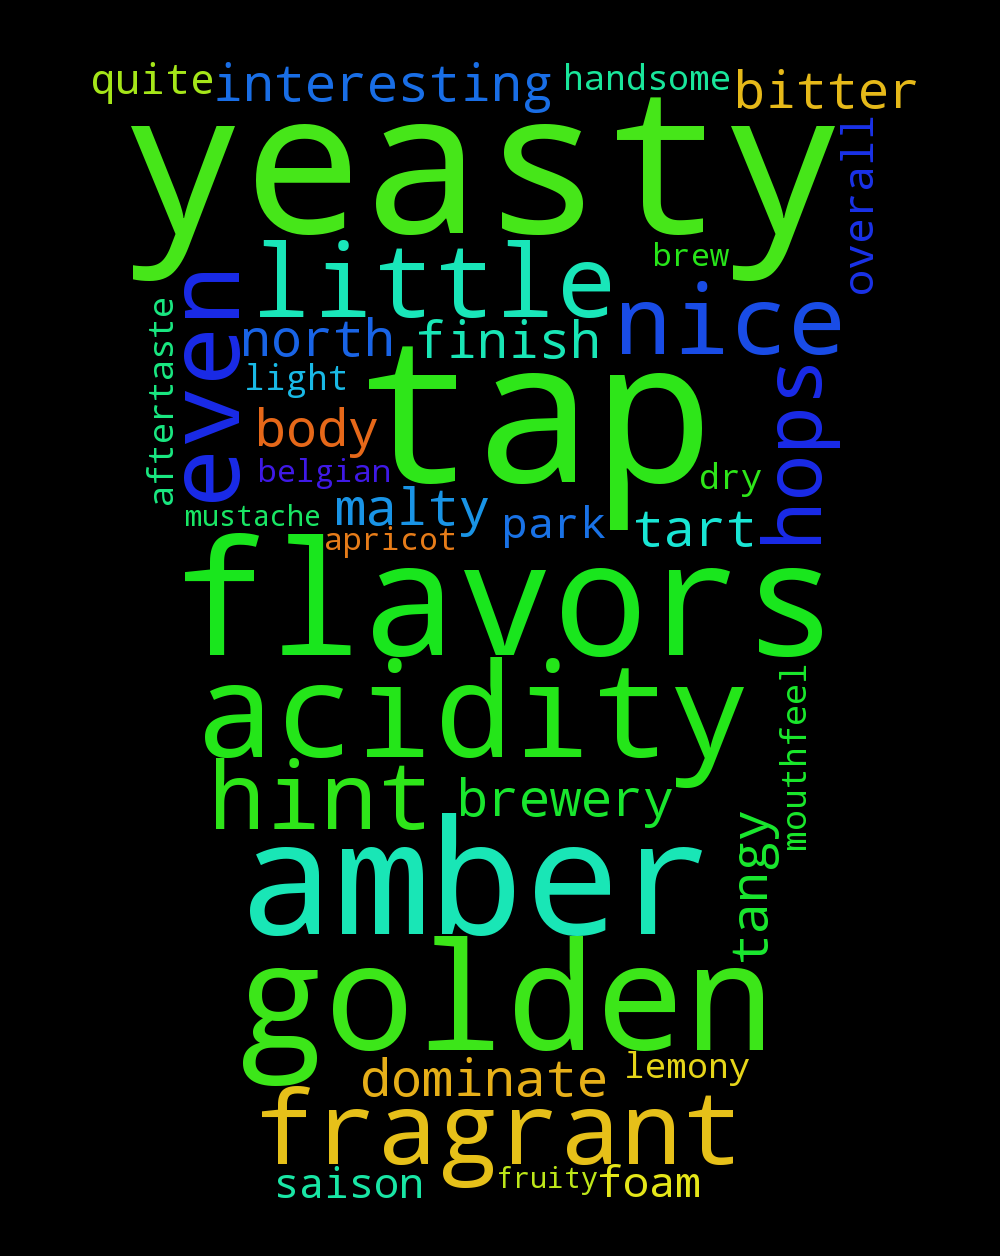 quite interesting handsome bitter
yeasty
overall
little
brew
even
nice
aftertaste
north
finish
light
tap
hops
body
belgian
dry
malty
mustache
park
tart
apricot
flavors
acidity
mouthfeel
hint
brewery
amber
tangy
golden
dominate
lemony
fragrant
saison
fruity
foam